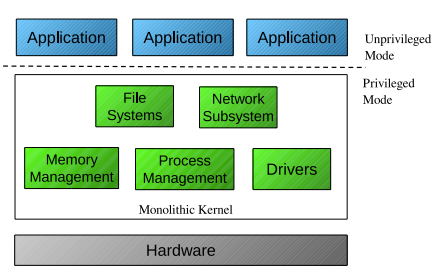 Application Application Application
Unprivileged
Mode
Privileged
Mode
File
Systems
Network
Subsystem
Memory
Management
Process
Management
Drivers
Monolithic Kernel
Hardware